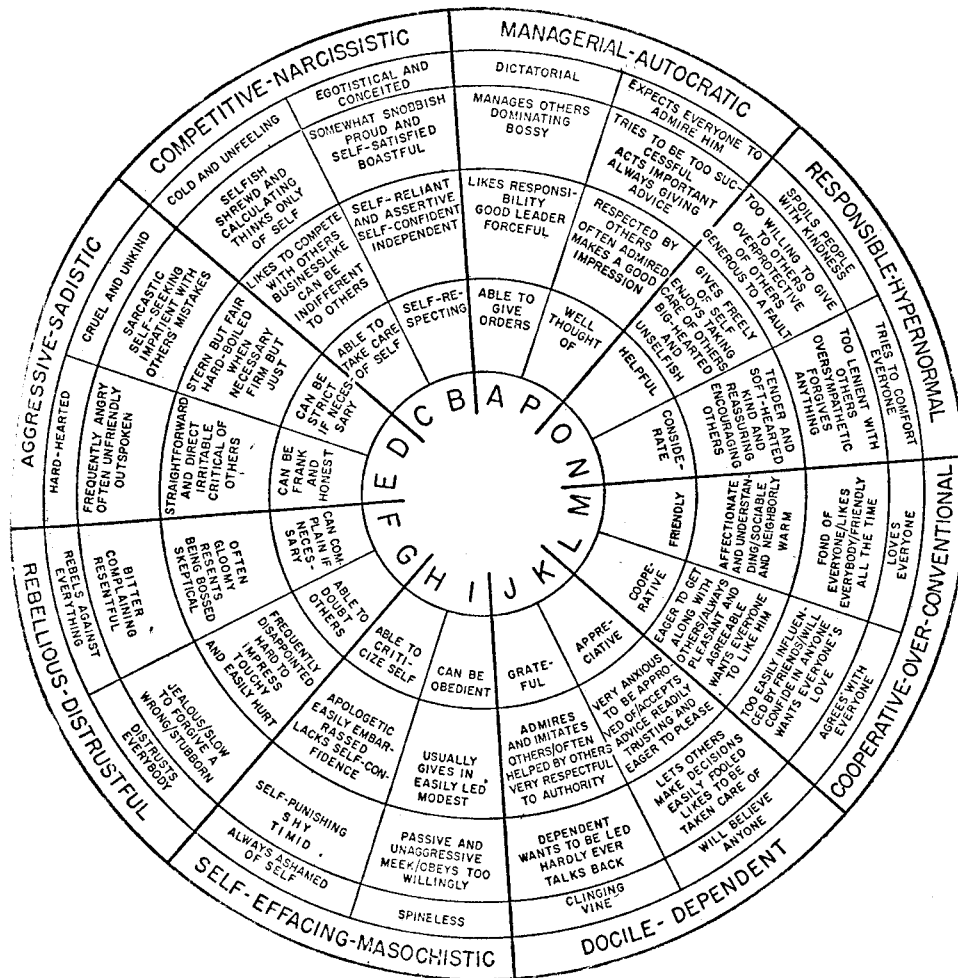 MANAGERIAL-AUTOCRATIC
DICTATORIAL
EXPECTS EVERYONE TO
ADMIRE HIM
MANAGES OTHERS
DOMINATING
BOSSY
TRIES TO BE TOO SUC-
CESSFUL
ACTS IMPORTANT
ALWAYS GIVING
ADVICE
LIKES RESPONSI-
BILITY
GOOD LEADER
FORCEFUL
RESPECTED BY
OTHERS
OFTEN ADMIRED
MAKES A GOOD
IMPRESSION
ABLE TO
GIVE
ORDERS
WELL
THOUGHT
OF
RESPONSIBLE-HYPERNORMAL
SPOILS PEOPLE
WITH KINDNESS
TRIES TO COMFORT
EVERYONE
TOO WILLING TO GIVE
TO OTHERS
OVERPROTECTIVE
OF OTHERS
GENEROUS TO A FAULT
TOO LENIENT WITH
OTHERS
OVERSYMPATHETIC
FORGIVES
ANYTHING
GIVES FREELY
OF SELF
ENJOYS TAKING
CARE OF OTHERS
BIG-HEARTED
AND
UNSELFISH
TENDER AND
SOFT-HEARTED
KIND AND
REASSURING
ENCOURAGING
OTHERS
HELPFUL
CONSIDE-
RATE
COOPERATIVE-OVER-CONVENTIONAL
LOVES
EVERYONE
AGREES WITH
EVERYONE
FOND OF
EVERYONE/LIKES
EVERYBODY/FRIENDLY
ALL THE TIME
TOO EASILY INFLUEN-
CED BY FRIENDS/WILL
CONFIDE IN ANYONE
WANTS EVERYONE'S
LOVE
AFFECTIONATE
AND UNDERSTAN-
DING/SOCIABLE
AND NEIGHBORLY
WARM
EAGER TO GET
ALONG WITH
OTHERS/ALWAYS
PLEASANT AND
AGREEABLE
WANTS EVERYONE
TO LIKE HIM
FRIENDLY
COOPE-
RATIVE
DOCILE- DEPENDENT
WILL BELIEVE
ANYONE
CLINGING
VINE
LETS OTHERS
MAKE DECISIONS
EASILY FOOLED
LIKES TO BE
TAKEN CARE OF
DEPENDENT
WANTS TO BE LED
HARDLY EVER
TALKS BACK
VERY ANXIOUS
TO BE APPRO-
VED OF/ACCEPTS
ADVICE READILY
TRUSTING AND
EAGER TO PLEASE
ADMIRES
AND IMITATES
OTHERS/OFTEN
HELPED BY OTHERS
VERY RESPECTFUL
TO AUTHORITY
APPRE-
CIATIVE
GRATE-
FUL
SELF-EFFACING-MASOCHISTIC
SPINELESS
ALWAYS ASHAMED
OF SELF
PASSIVE AND
UNAGGRESSIVE
MEEK/OBEYS TOO
WILLINGLY
SELF-PUNISHING
SHY
TIMID
USUALLY
GIVES IN
EASILY LED
MODEST
APOLOGETIC
EASILY EMBAR-
RASSED
LACKS SELF-CON-
FIDENCE
CAN BE
OBEDIENT
ABLE TO
CRITI-
CIZE SELF
REBELLIOUS-DISTRUSTFUL
DISTRUSTS
EVERYBODY
REBELS AGAINST
EVERYTHING
JEALOUS/SLOW
TO FORGIVE A
WRONG/STUBBORN
BITTER
COMPLAINING
RESENTFUL
FREQUENTLY
DISAPPOINTED
HARD TO
IMPRESS
TOUCHY
AND EASILY HURT
OFTEN
GLOOMY
RESENTS
BEING BOSSED
SKEPTICAL
ABLE TO
DOUBT
OTHERS
CAN COM-
PLAIN IF
NECES-
SARY
AGGRESSIVE-SADISTIC
HARD-HEARTED
CRUEL AND UNKIND
FREQUENTLY ANGRY
OFTEN UNFRIENDLY
OUTSPOKEN
SARCASTIC
SELF-SEEKING
IMPATIENT WITH
OTHERS' MISTAKES
STRAIGHTFORWARD
AND DIRECT
IRRITABLE
CRITICAL OF
OTHERS
STERN BUT FAIR
HARD-BOILED
WHEN
NECESSARY
FIRM BUT
JUST
CAN BE
FRANK
AND
HONEST
CAN BE
STRICT
IF NECES-
SARY
COMPETITIVE-NARCISSISTIC
COLD AND UNFEELING
EGOTISTICAL AND
CONCEITED
SELFISH
SHREWD AND
CALCULATING
THINKS ONLY
OF SELF
SOMEWHAT SNOBBISH
PROUD AND
SELF-SATISFIED
BOASTFUL
LIKES TO COMPETE
WITH OTHERS
BUSINESSLIKE
CAN BE
INDIFFERENT
TO OTHERS
SELF-RELIANT
AND ASSERTIVE
SELF-CONFIDENT
INDEPENDENT
ABLE TO
TAKE CARE
OF SELF
SELF-RE-
SPECTING
A
P
O
N
M
L
K
J
I
H
G
F
E
D
C
B